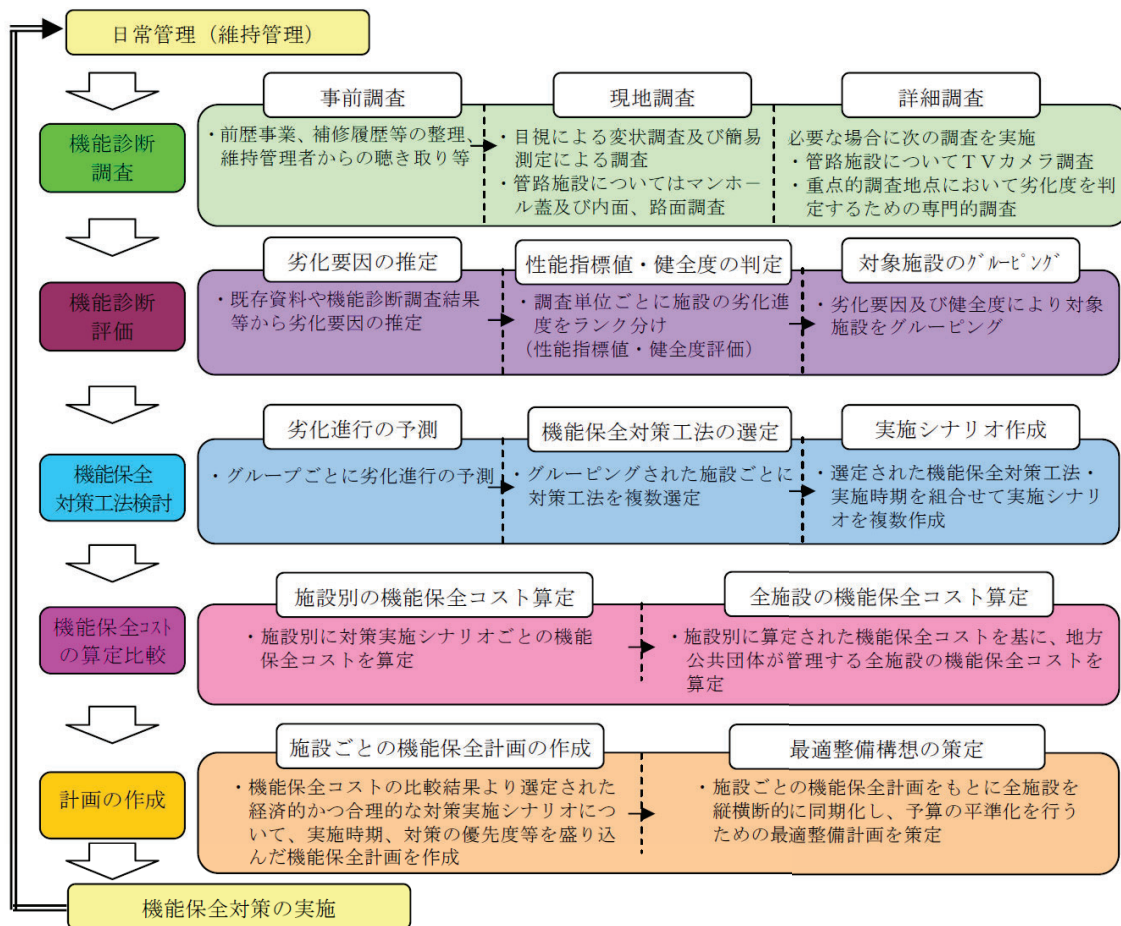 日常管理（維持管理）
機能診断
調査
事前調査
・前歴事業、補修履歴等の整理、
維持管理者からの聴き取り等
現地調査
・目視による変状調査及び簡易
測定による調査
・管路施設についてはマンホー
ル蓋及び内面、路面調査
詳細調査
必要な場合に次の調査を実施
・管路施設についてＴＶカメラ調査
・重点的調査地点において劣化度を判
定するための専門的調査
機能診断
評価
劣化要因の推定
・既存資料や機能診断調査結果
等から劣化要因の推定
性能指標値・健全度の判定
・調査単位ごとに施設の劣化進
度をランク分け
（性能指標値・健全度評価）
対象施設のｸﾞﾙｰﾋﾟﾝｸﾞ
・劣化要因及び健全度により対象
施設をグルーピング
機能保全
対策工法検討
劣化進行の予測
・グループごとに劣化進行の予測
機能保全対策工法の選定
・グルーピングされた施設ごとに
対策工法を複数選定
実施シナリオ作成
・選定された機能保全対策工法・
実施時期を組合せて実施シナリ
オを複数作成
機能保全ｺｽﾄ
の算定比較
施設別の機能保全コスト算定
・施設別に対策実施シナリオごとの機能
保全コストを算定
全施設の機能保全コスト算定
・施設別に算定された機能保全コストを基に、地方
公共団体が管理する全施設の機能保全コストを
算定
計画の作成
施設ごとの機能保全計画の作成
・機能保全コストの比較結果より選定された
経済的かつ合理的な対策実施シナリオについ
て、実施時期、対策の優先度等を盛り込
んだ機能保全計画を作成
最適整備構想の策定
・施設ごとの機能保全計画をもとに全施設を
縦横断的に同期化し、予算の平準化を行う
ための最適整備計画を策定
機能保全対策の実施